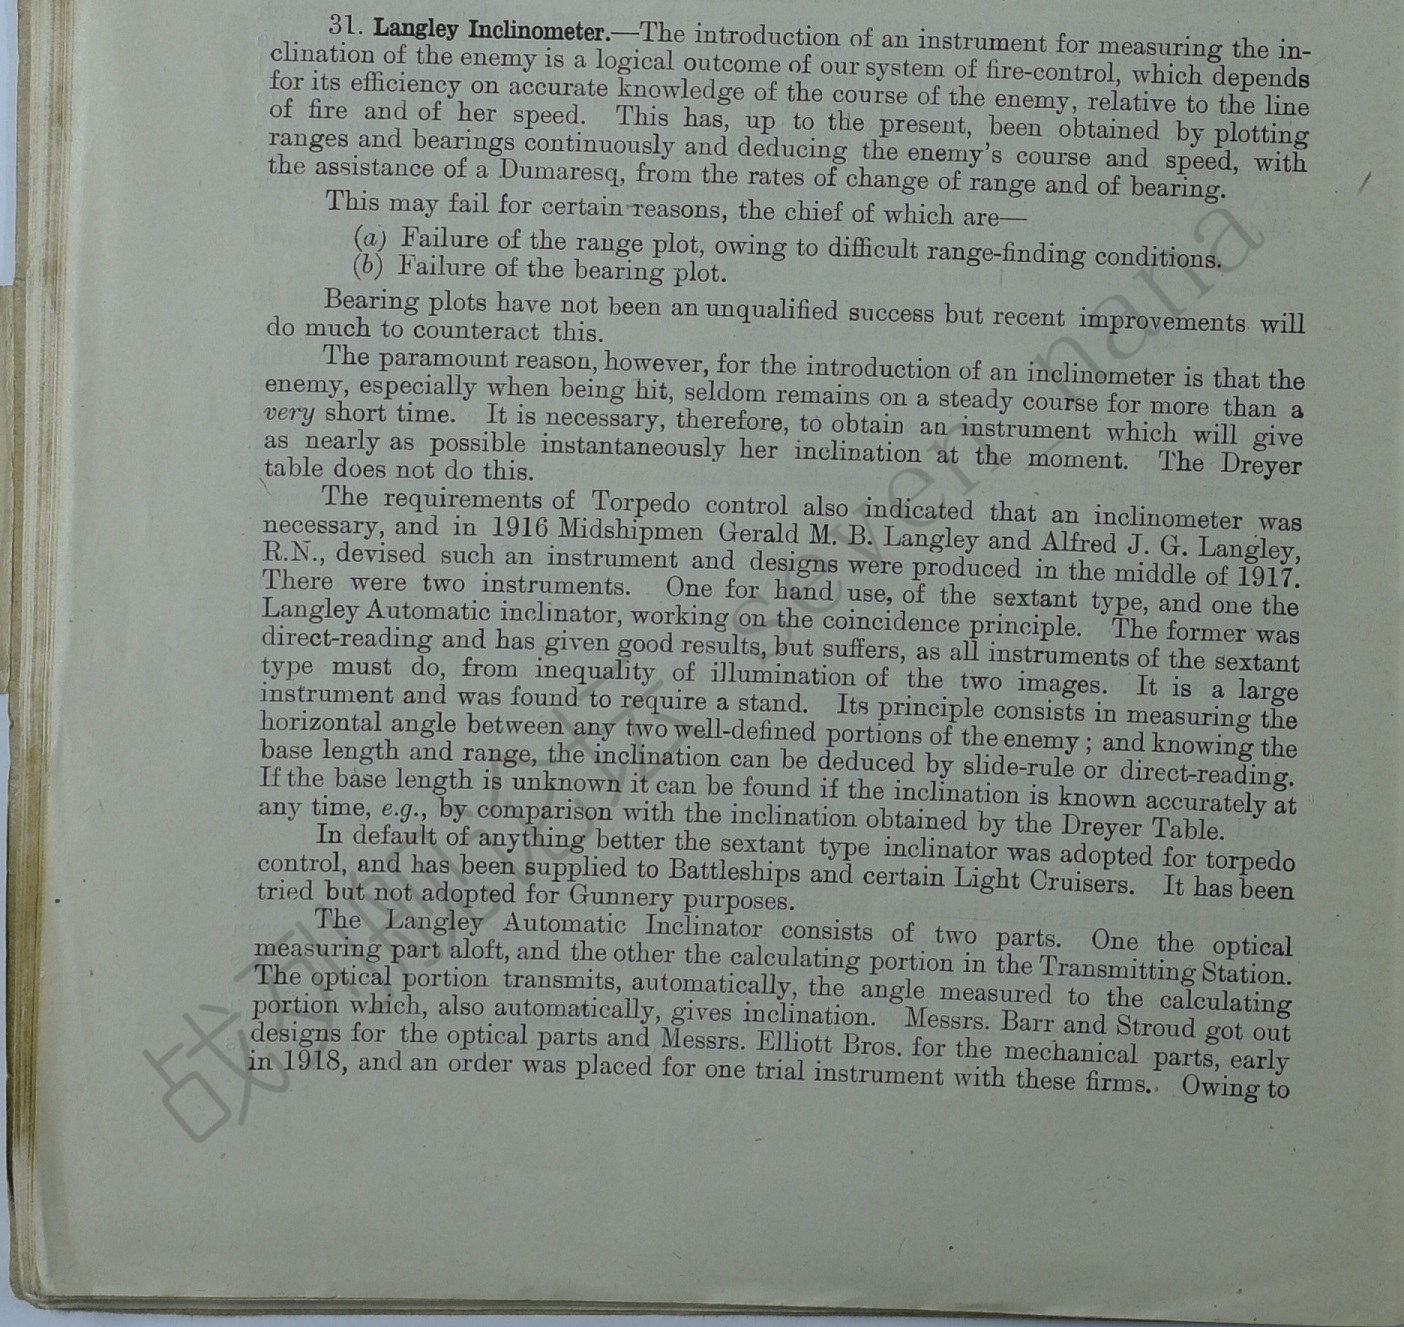 31. Langley Inclinometer.—The introduction of an instrument for measuring the in-
clination of the enemy is a logical outcome of our system of fire-control, which depends
for its efficiency on accurate knowledge of the course of the enemy, relative to the line
of fire and of her speed. This has, up to the present, been obtained by plotting
ranges and bearings continuously and deducing the enemy's course and speed, with
the assistance of a Dumaresq, from the rates of change of range and of bearing.
This may fail for certain reasons, the chief of which are—
(a) Failure of the range plot, owing to difficult range-finding conditions.
(b) Failure of the bearing plot.
Bearing plots have not been an unqualified success but recent improvements will
do much to counteract this.
The paramount reason, however, for the introduction of an inclinometer is that the
enemy, especially when being hit, seldom remains on a steady course for more than a
very short time. It is necessary, therefore, to obtain an instrument which will give
as nearly as possible instantaneously her inclination at the moment. The Dreyer
table does not do this.
The requirements of Torpedo control also indicated that an inclinometer was
necessary, and in 1916 Midshipmen Gerald M. B. Langley and Alfred J. G. Langley,
R.N., devised such an instrument and designs were produced in the middle of 1917.
There were two instruments. One for hand use, of the sextant type, and one the
Langley Automatic inclinator, working on the coincidence principle. The former was
direct-reading and has given good results, but suffers, as all instruments of the sextant
type must do, from inequality of illumination of the two images. It is a large
instrument and was found to require a stand. Its principle consists in measuring the
horizontal angle between any two well-defined portions of the enemy; and knowing the
base length and range, the inclination can be deduced by slide-rule or direct-reading.
If the base length is unknown it can be found if the inclination is known accurately at
any time, e.g., by comparison with the inclination obtained by the Dreyer Table.
In default of anything better the sextant type inclinator was adopted for torpedo
control, and has been supplied to Battleships and certain Light Cruisers. It has been
tried but not adopted for Gunnery purposes.
The Langley Automatic Inclinator consists of two parts. One the optical
measuring part aloft, and the other the calculating portion in the Transmitting Station.
The optical portion transmits, automatically, the angle measured to the calculating
portion which, also automatically, gives inclination. Messrs. Barr and Stroud got out
designs for the optical parts and Messrs. Elliott Bros. for the mechanical parts, early
in 1918, and an order was placed for one trial instrument with these firms. Owing to
seven_nana